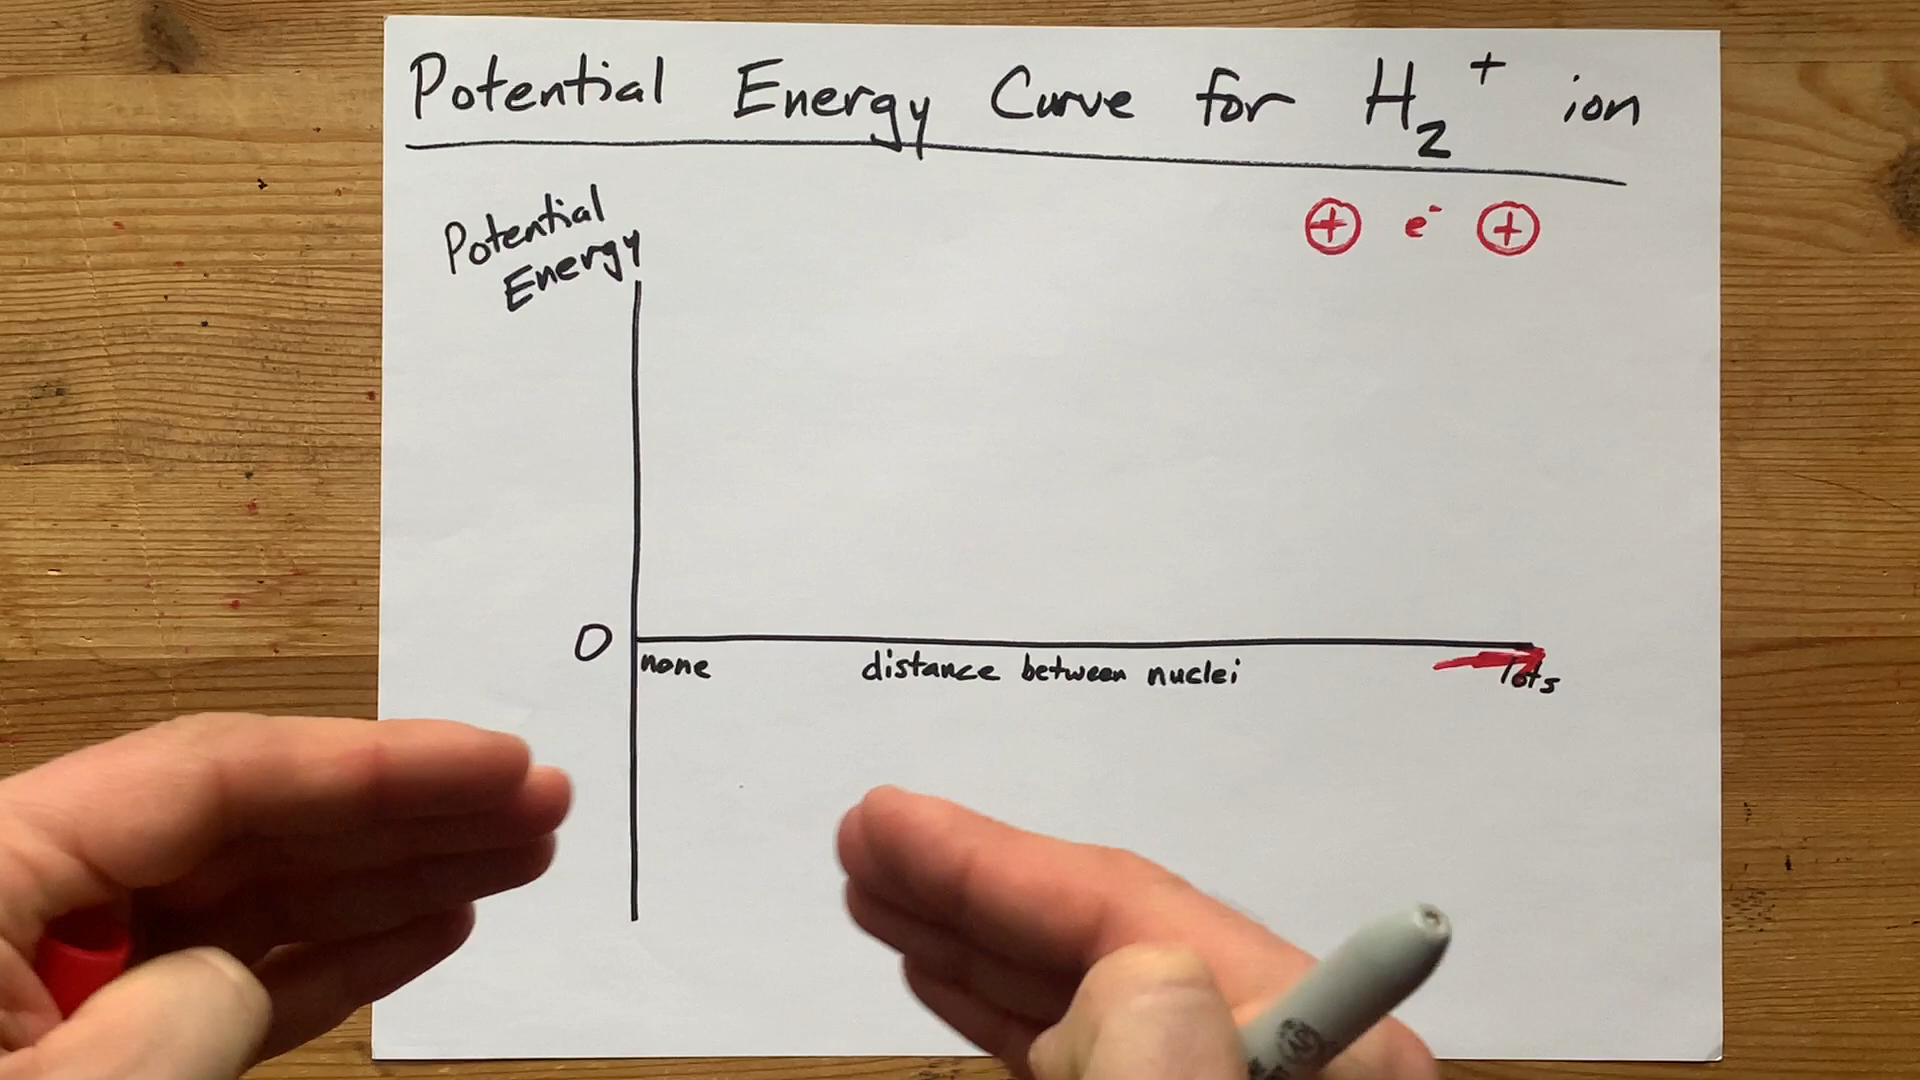 Potential Energy Curve for H₂⁺ ion
Potential
Energy
+ e⁻ +
0
none distance between nuclei lots